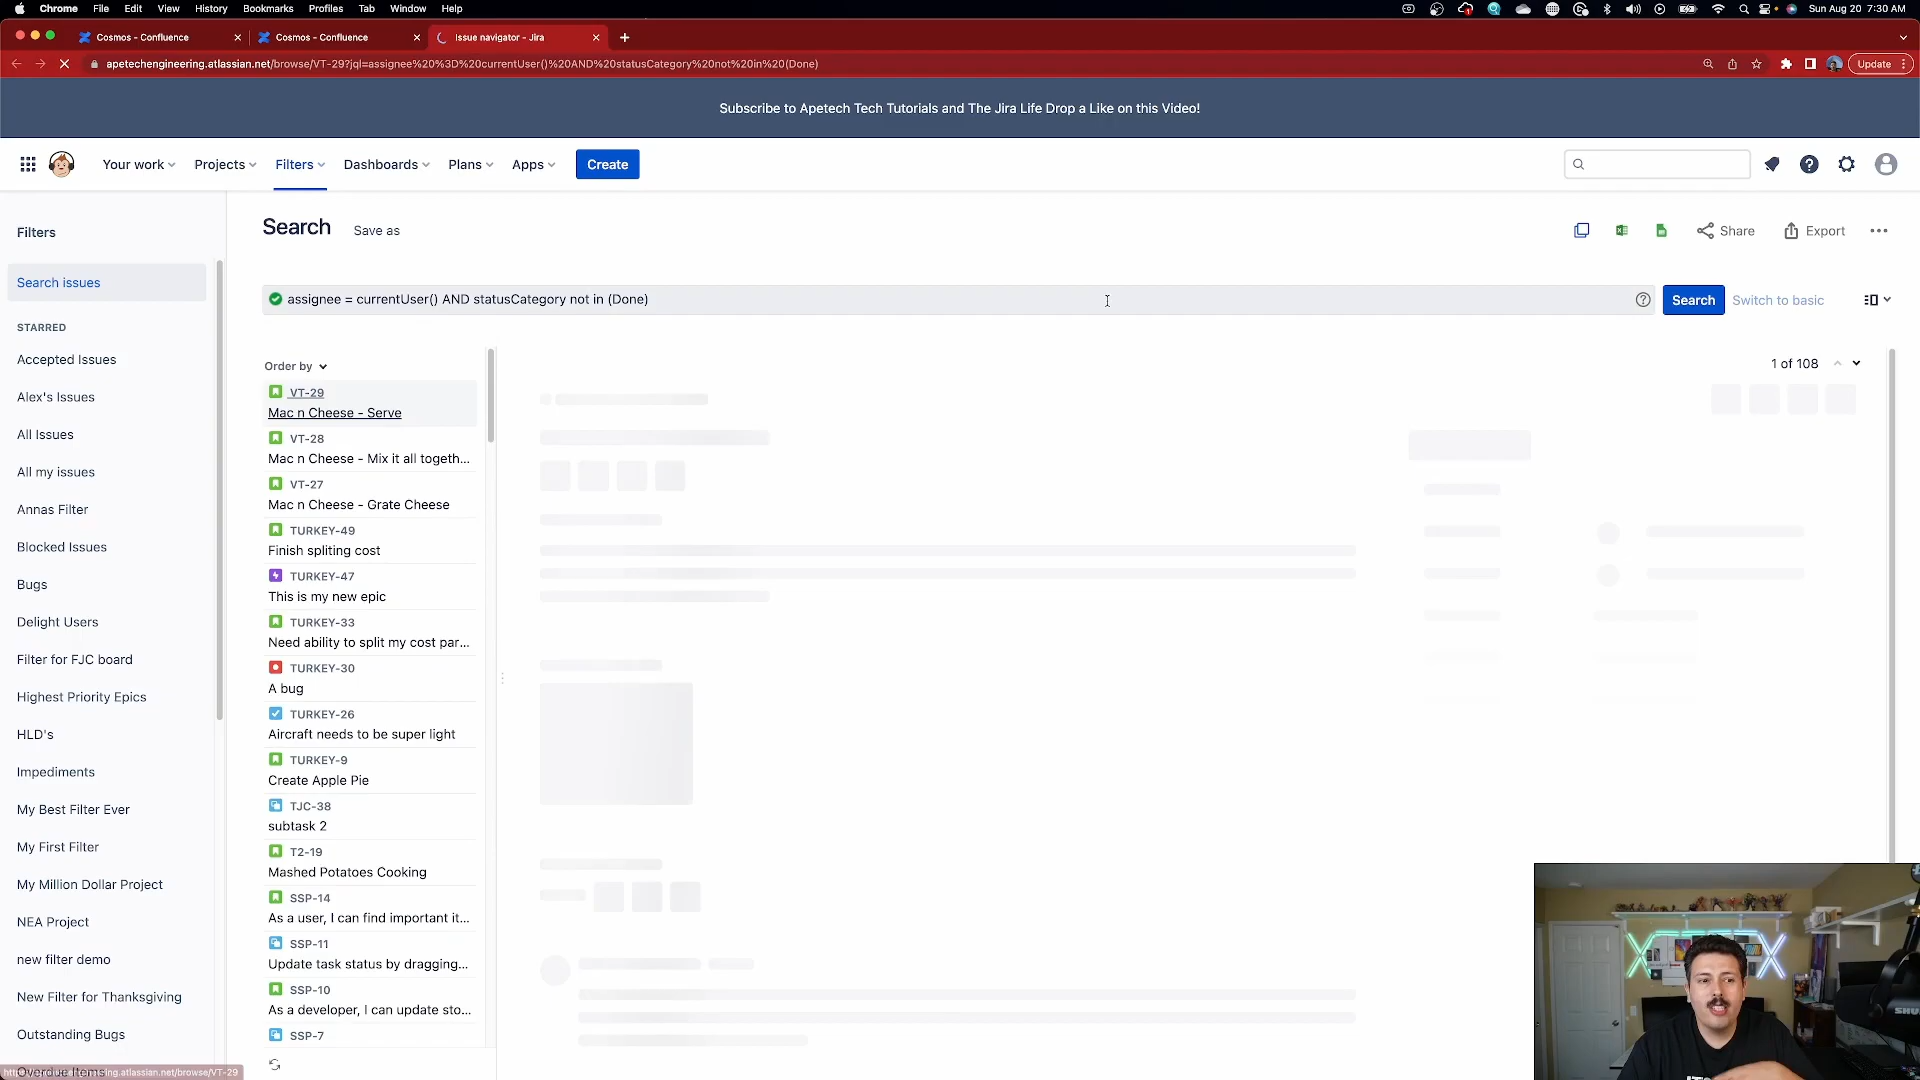 Chrome File Edit View History Bookmarks Profiles Tab Window Help Sun Aug 20 7:30 AM
Cosmos - Confluence Cosmos - Confluence Issue navigator - Jira
apetechengineering.atlassian.net/browse/VT-29?jql=assignee%20%3D%20currentUser()%20AND%20statusCategory%20not%20in%20(Done) Update
Subscribe to Apetech Tech Tutorials and The Jira Life Drop a Like on this Video!
Your work Projects Filters Dashboards Plans Apps Create
Filters
Search issues
STARRED
Accepted Issues
Alex's Issues
All Issues
All my issues
Annas Filter
Blocked Issues
Bugs
Delight Users
Filter for FJC board
Highest Priority Epics
HLD's
Impediments
My Best Filter Ever
My First Filter
My Million Dollar Project
NEA Project
new filter demo
New Filter for Thanksgiving
Outstanding Bugs
Overdue Items
Search Save as Share Export
assignee = currentUser() AND statusCategory not in (Done) Search Switch to basic
Order by 1 of 108
VT-29
Mac n Cheese - Serve
VT-28
Mac n Cheese - Mix it all togeth...
VT-27
Mac n Cheese - Grate Cheese
TURKEY-49
Finish spliting cost
TURKEY-47
This is my new epic
TURKEY-33
Need ability to split my cost par...
TURKEY-30
A bug
TURKEY-26
Aircraft needs to be super light
TURKEY-9
Create Apple Pie
TJC-38
subtask 2
T2-19
Mashed Potatoes Cooking
SSP-14
As a user, I can find important it...
SSP-11
Update task status by dragging...
SSP-10
As a developer, I can update sto...
SSP-7